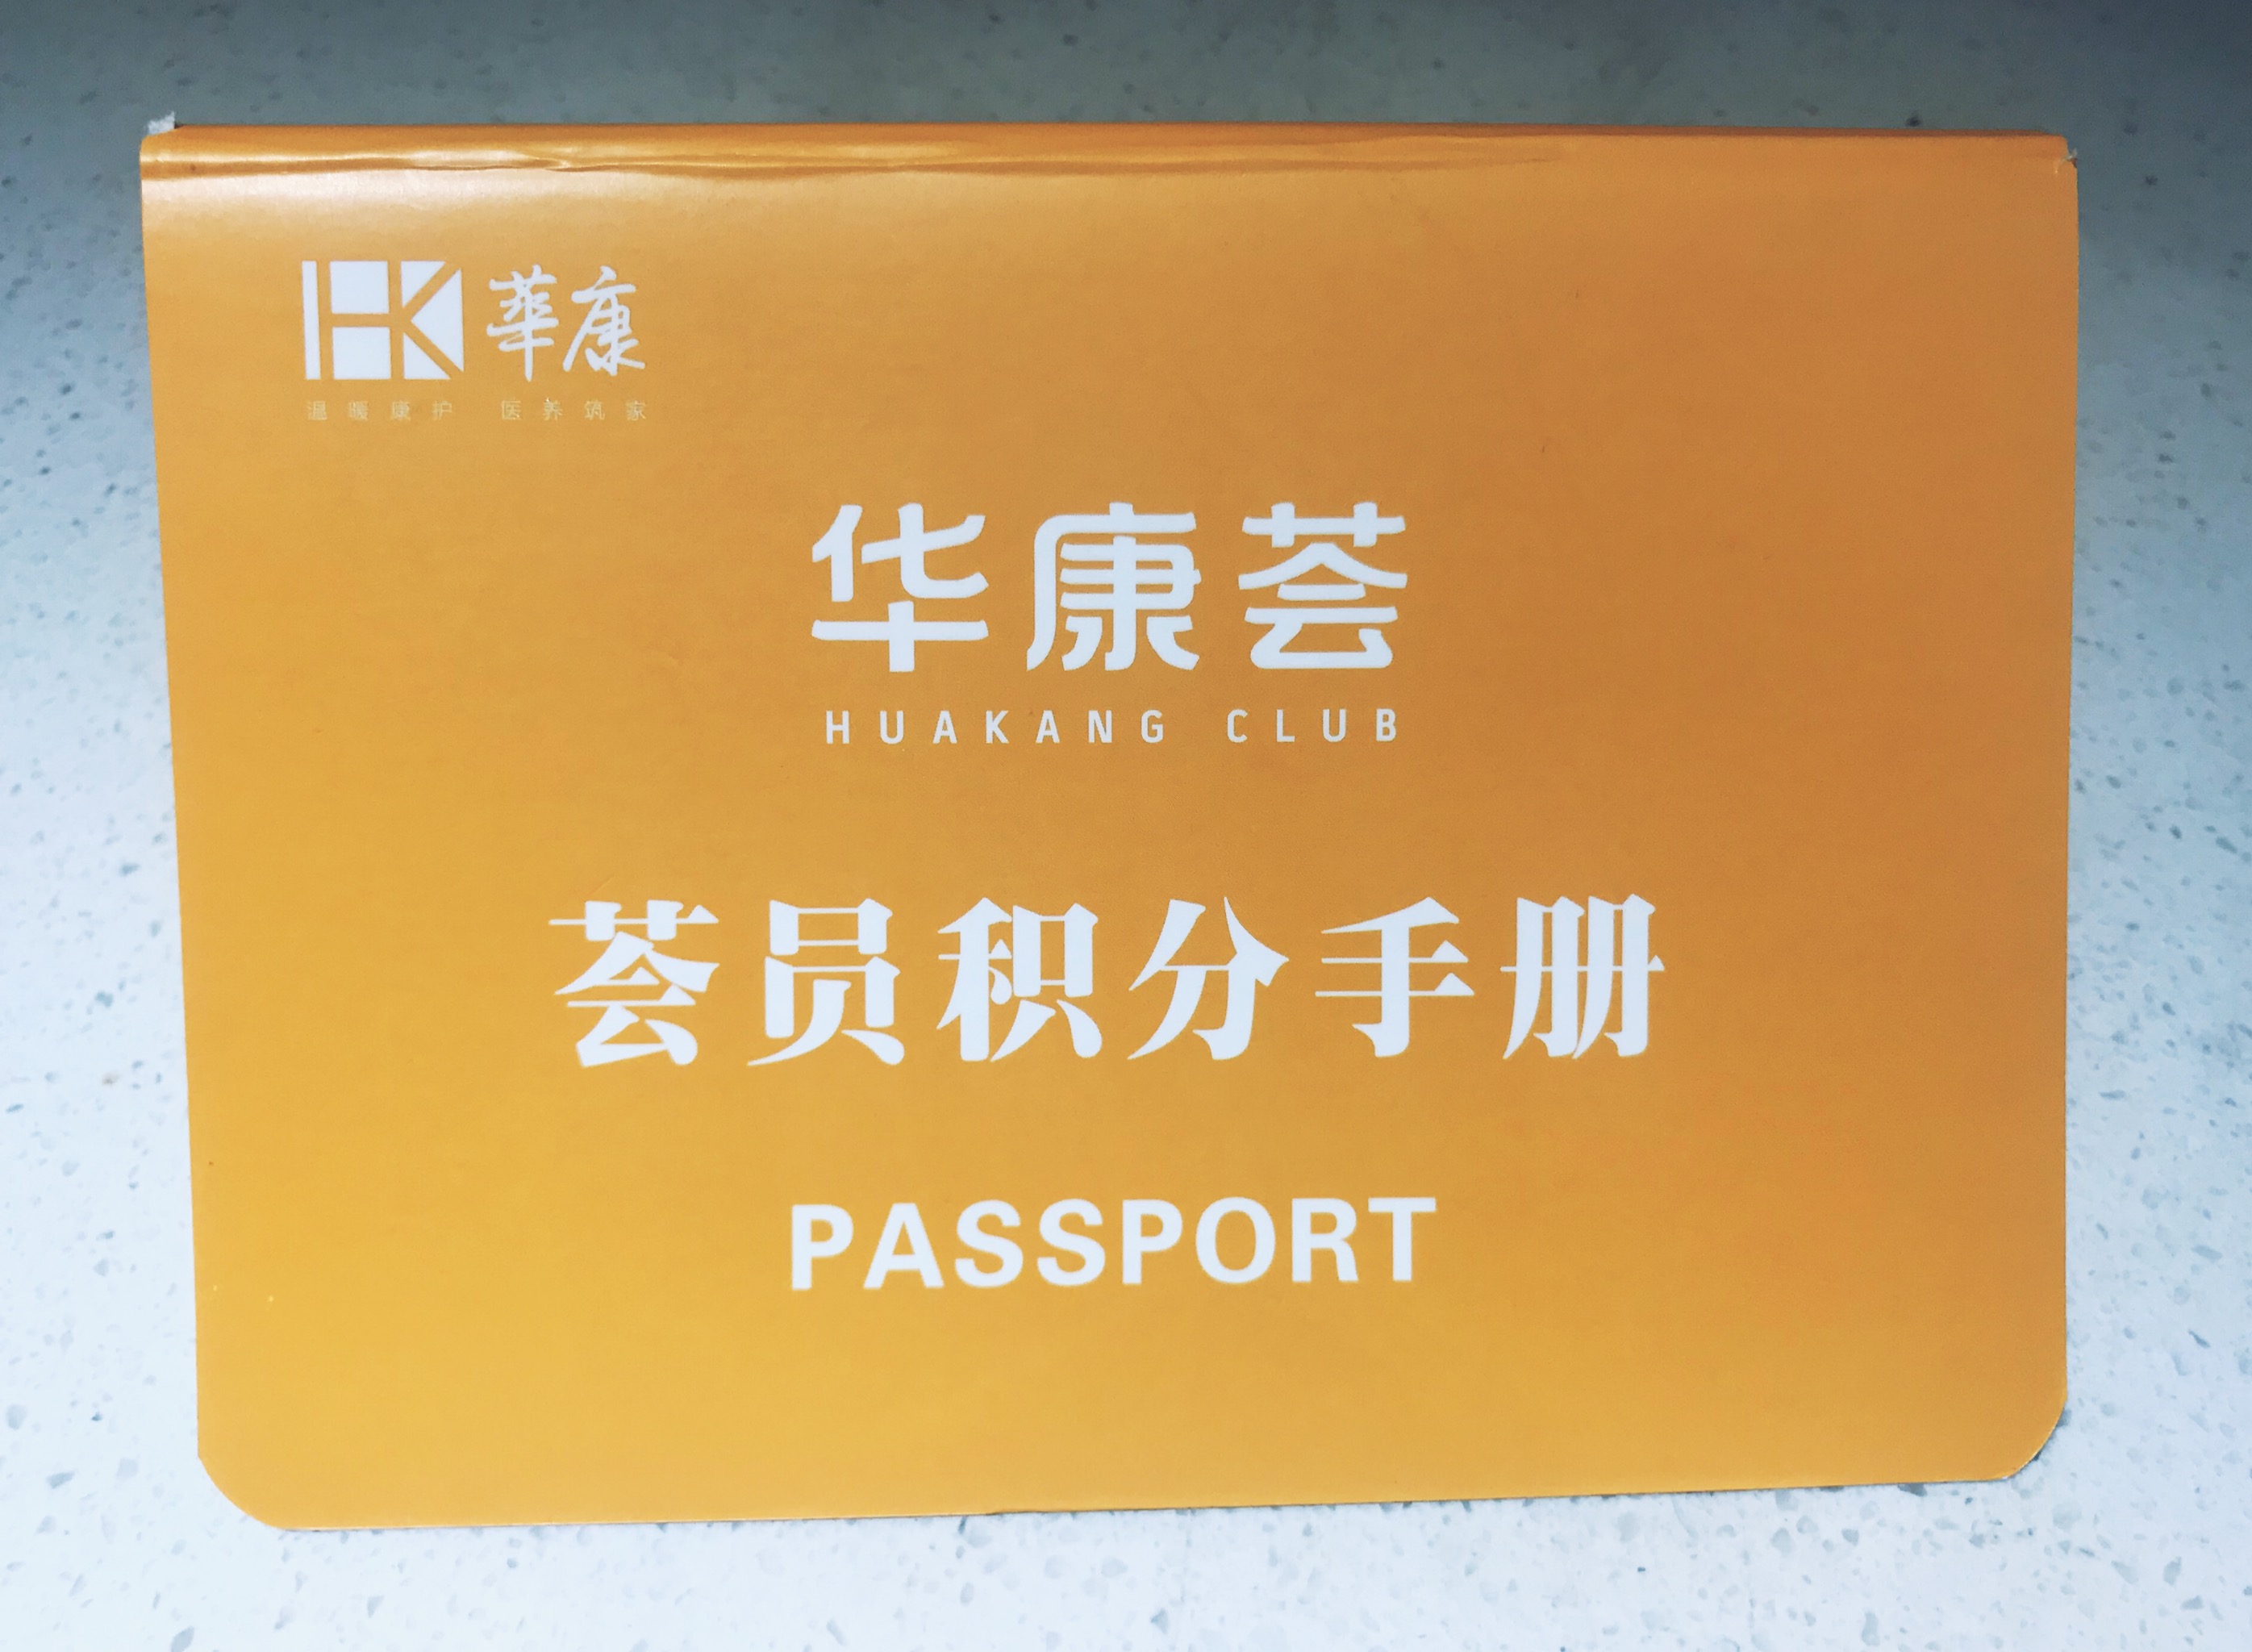 HK 華康
温暖康护 医养筑家
华康荟
HUAKANG CLUB
荟员积分手册
PASSPORT